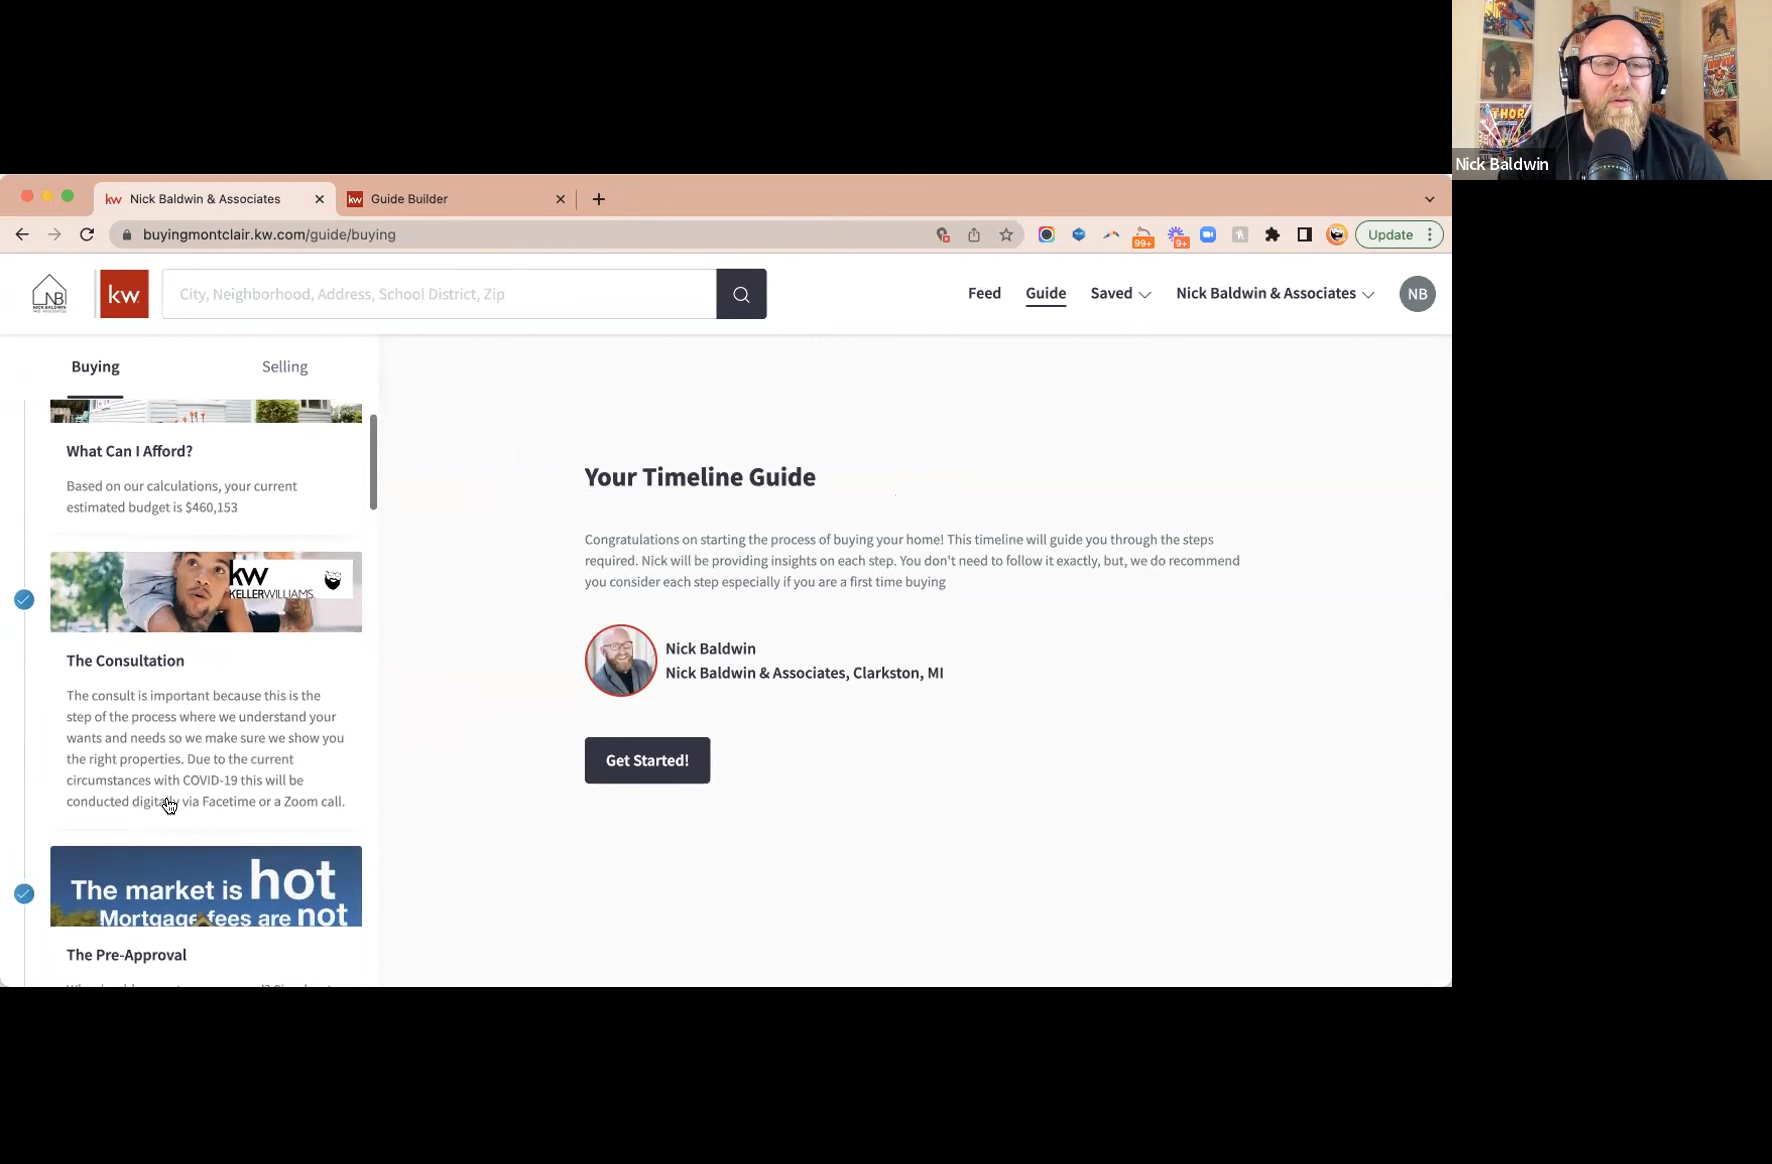 THOR
Nick Baldwin
kw Nick Baldwin & Associates
kw Guide Builder
buyingmontclair.kw.com/guide/buying
99+
9+
Update
NB
kw
City, Neighborhood, Address, School District, Zip
Feed
Guide
Saved
Nick Baldwin & Associates
NB
Buying
Selling
What Can I Afford?
Based on our calculations, your current
estimated budget is $460,153
kw
KELLERWILLIAMS.
The Consultation
The consult is important because this is the
step of the process where we understand your
wants and needs so we make sure we show you
the right properties. Due to the current
circumstances with COVID-19 this will be
conducted digitally via Facetime or a Zoom call.
The market is hot
Mortgage fees are not
The Pre-Approval
Your Timeline Guide
Congratulations on starting the process of buying your home! This timeline will guide you through the steps
required. Nick will be providing insights on each step. You don't need to follow it exactly, but, we do recommend
you consider each step especially if you are a first time buying
Nick Baldwin
Nick Baldwin & Associates, Clarkston, MI
Get Started!